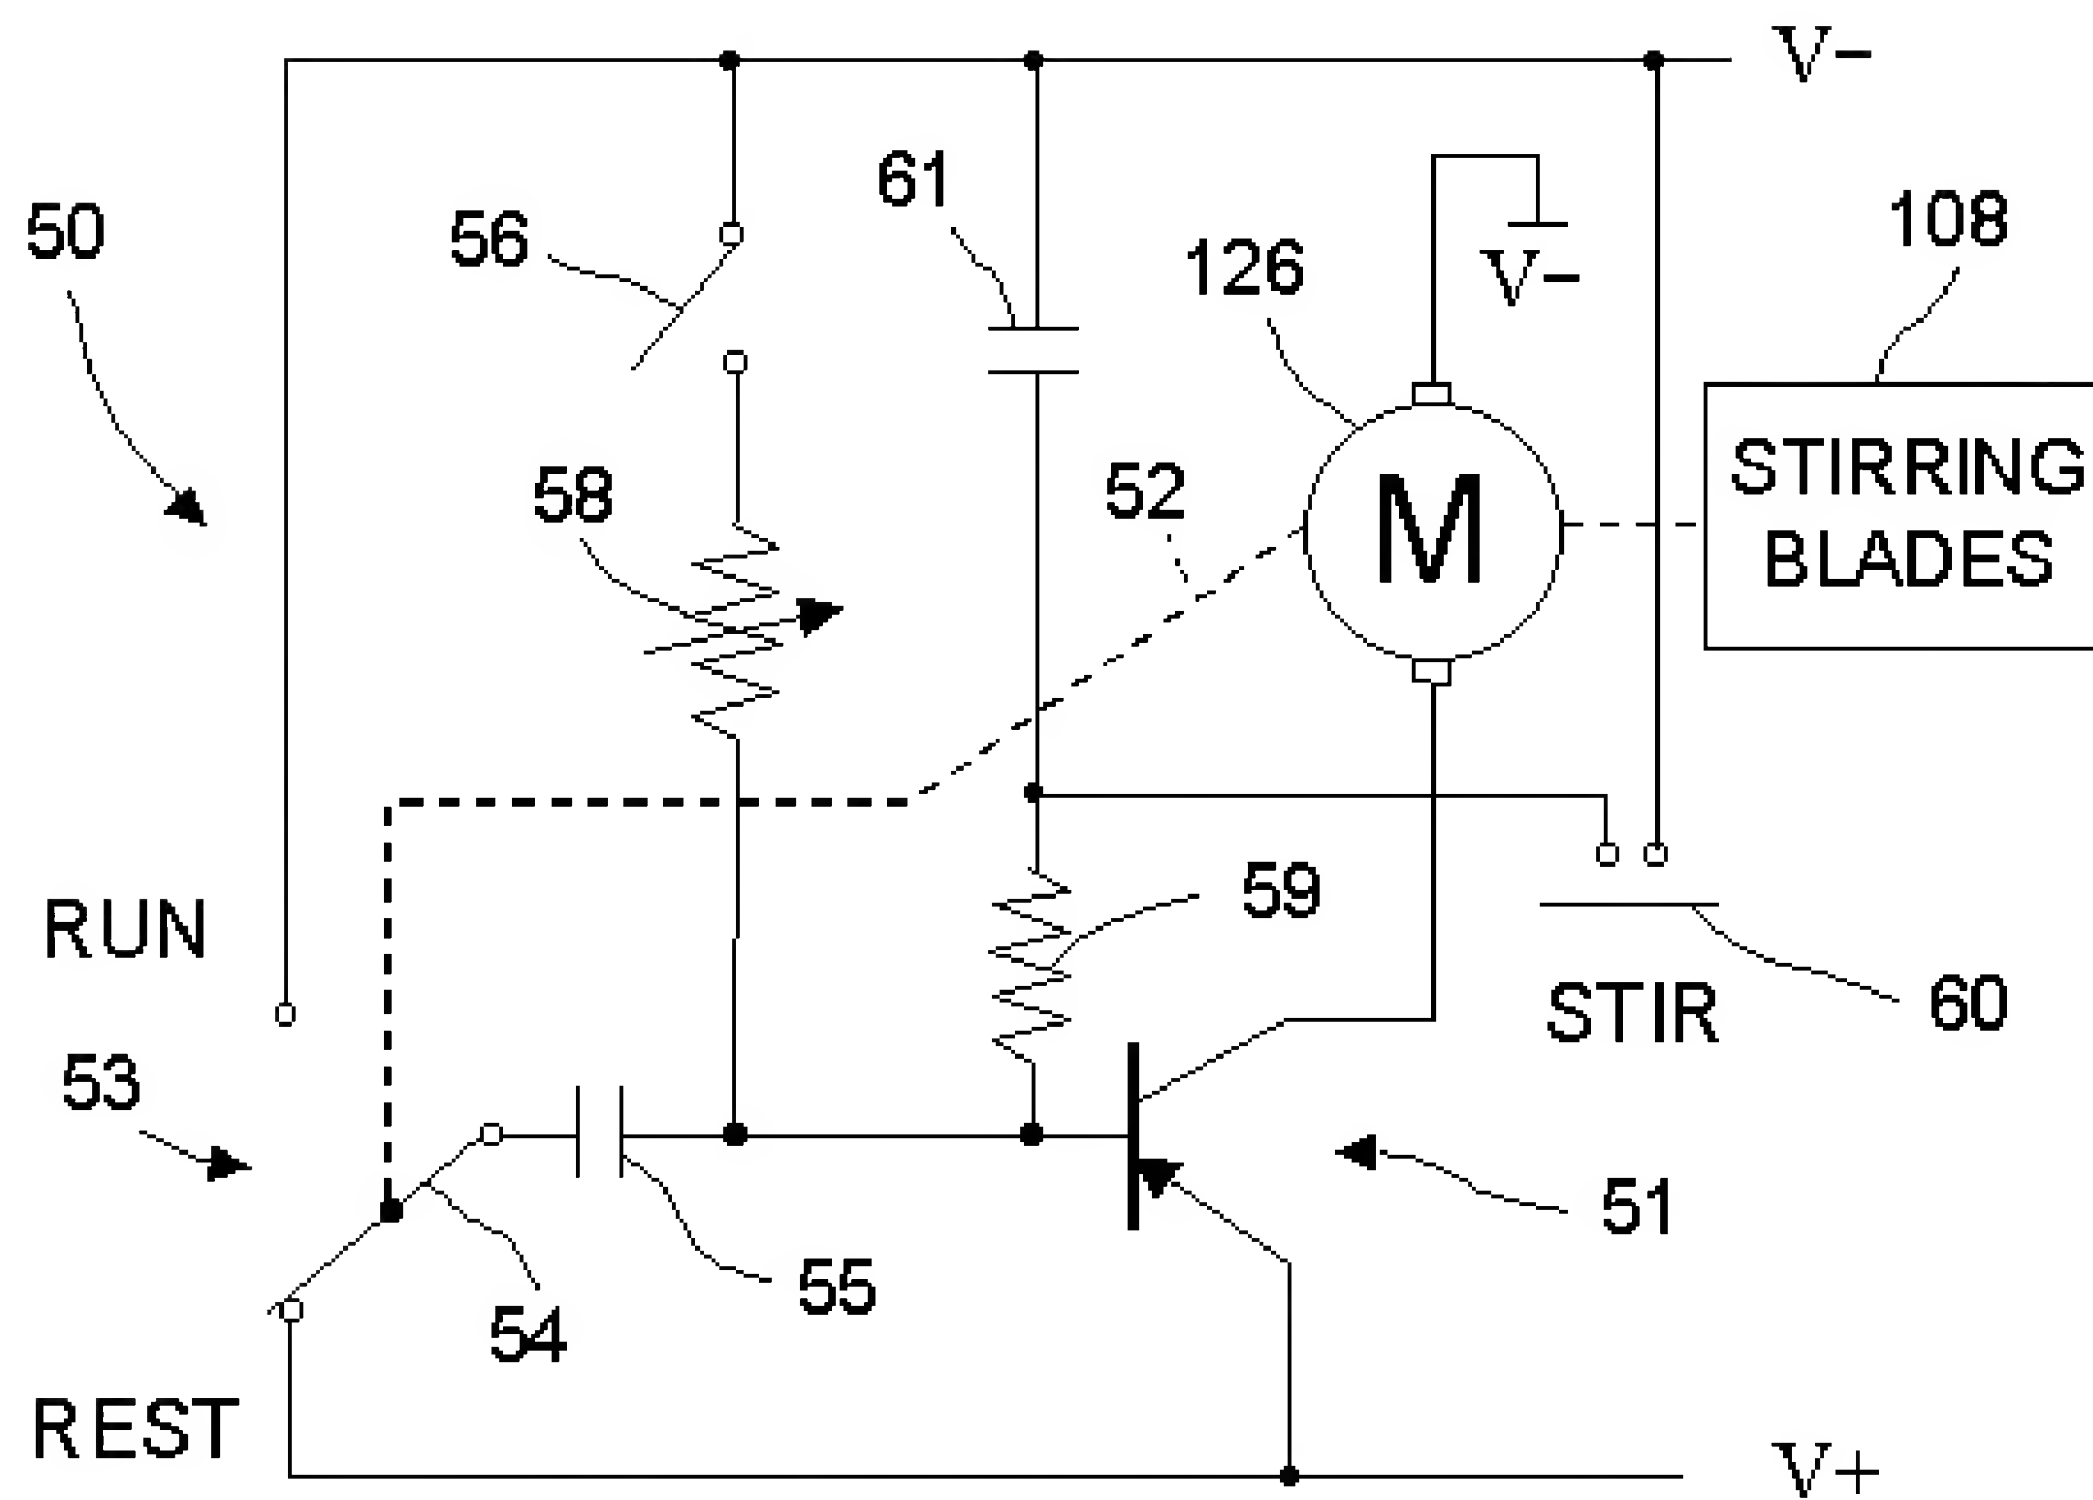 V–
61
108
50
56
126
V–
STIRRING
BLADES
58
52
M
59
RUN
60
STIR
53
51
55
54
REST
V+